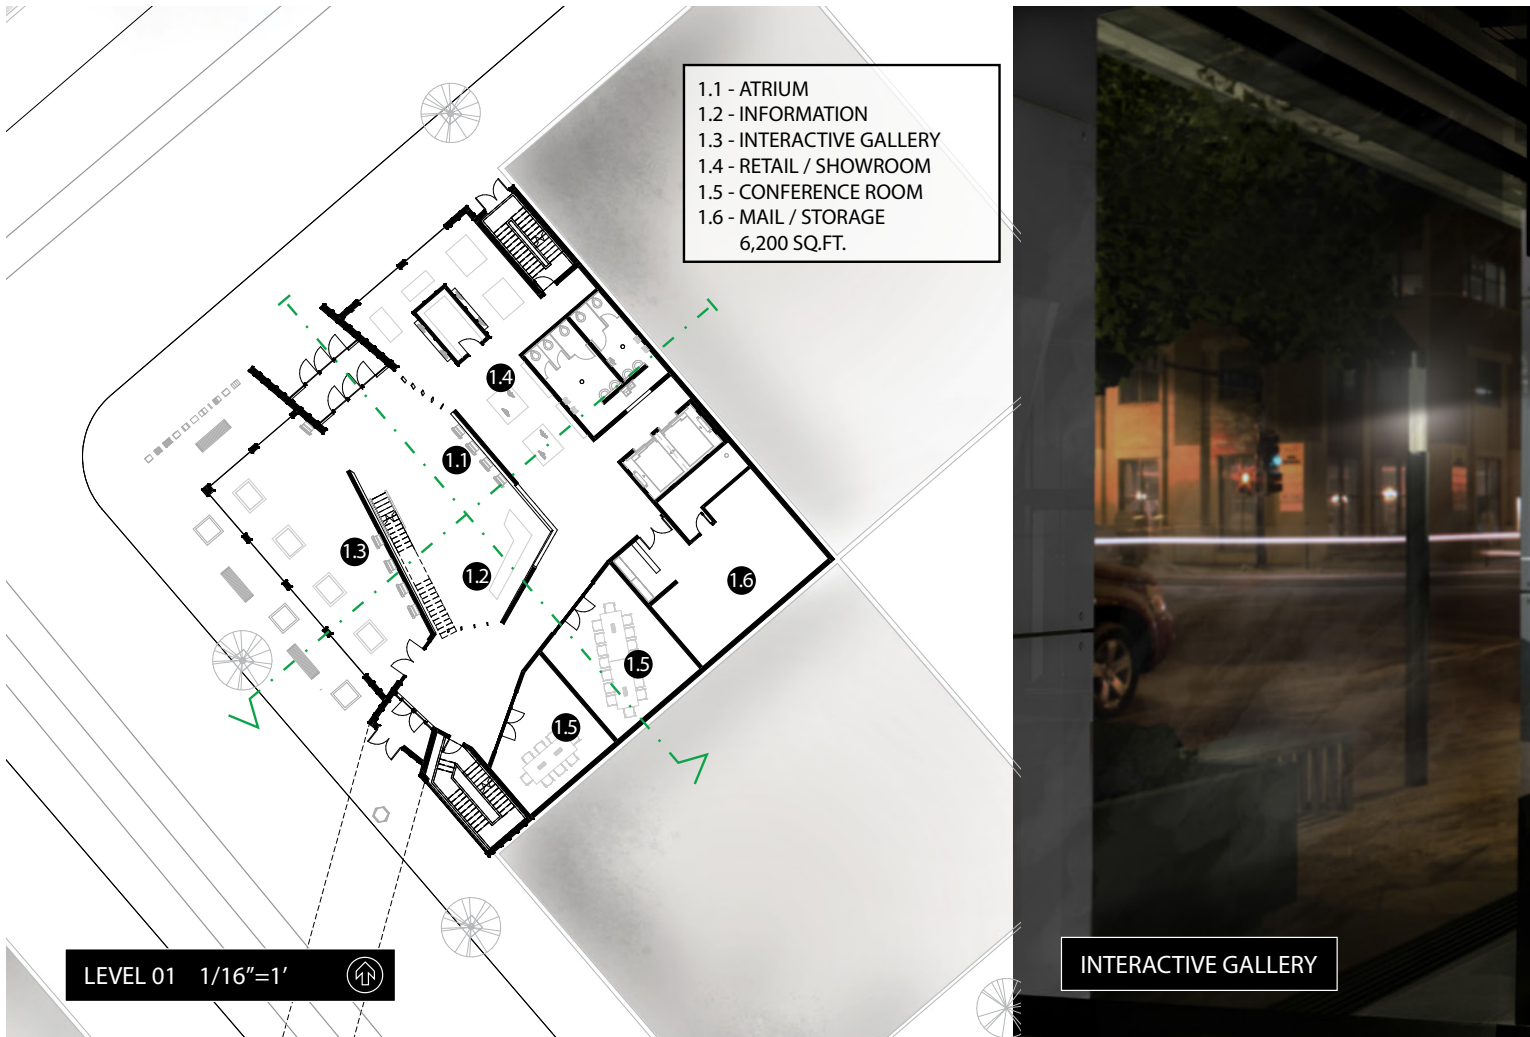 1.1 - ATRIUM
1.2 - INFORMATION
1.3 - INTERACTIVE GALLERY
1.4 - RETAIL / SHOWROOM
1.5 - CONFERENCE ROOM
1.6 - MAIL / STORAGE
6,200 SQ.FT.
1.4
1.1
1.3
1.2
1.6
1.5
1.5
LEVEL 01 1/16"=1'
INTERACTIVE GALLERY